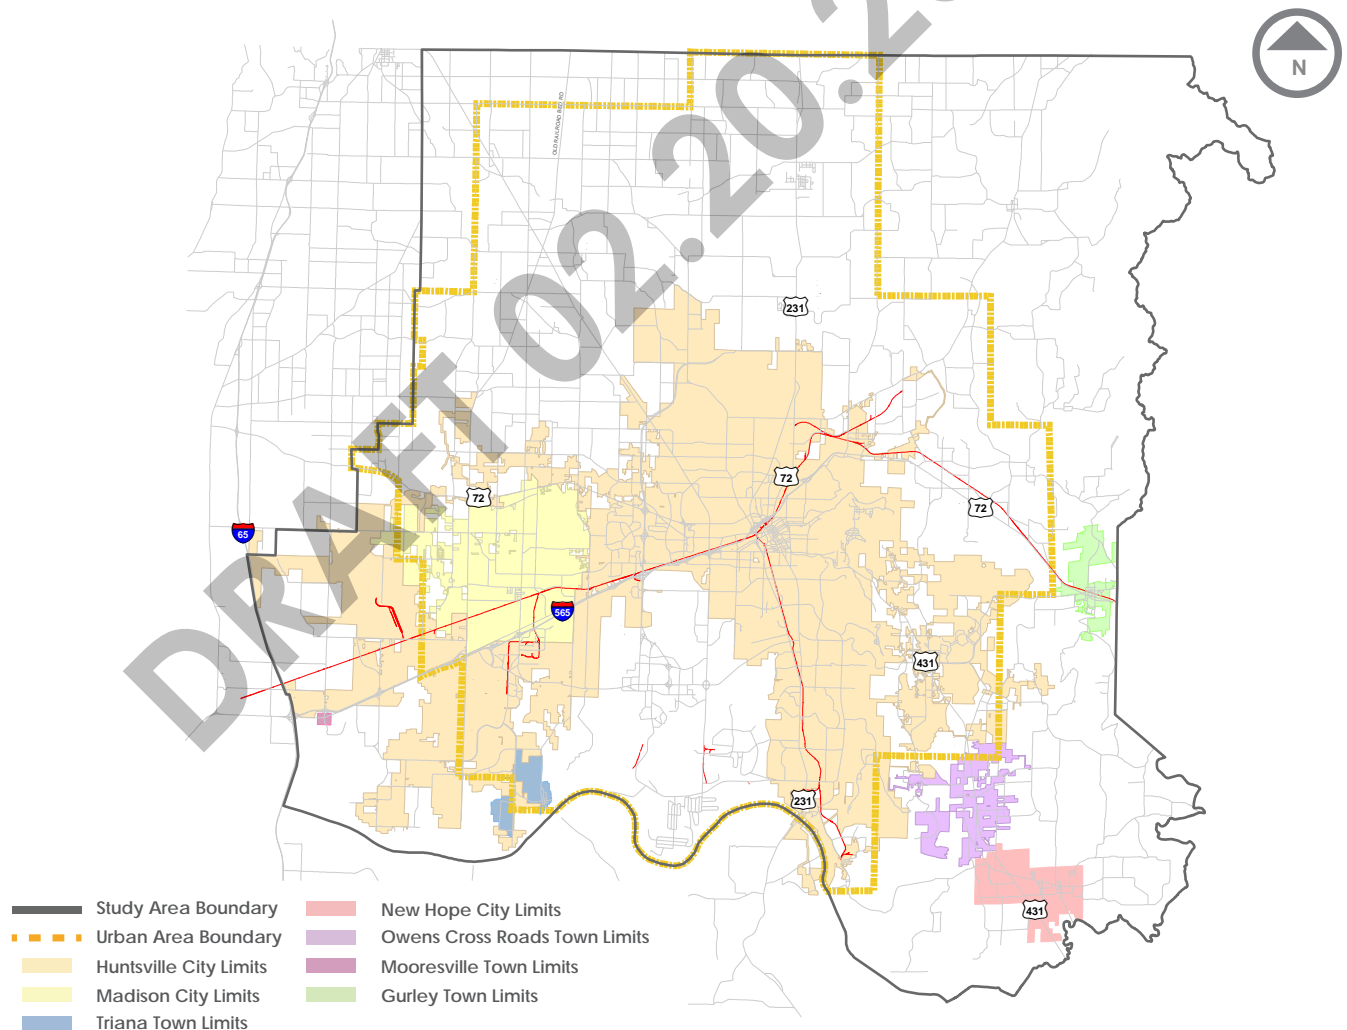 N
OLD RAILROAD BED RD
DRAFT 02.20.2
231
72
72
72
65
565
431
231
431
Study Area Boundary
Urban Area Boundary
Huntsville City Limits
Madison City Limits
Triana Town Limits
New Hope City Limits
Owens Cross Roads Town Limits
Mooresville Town Limits
Gurley Town Limits